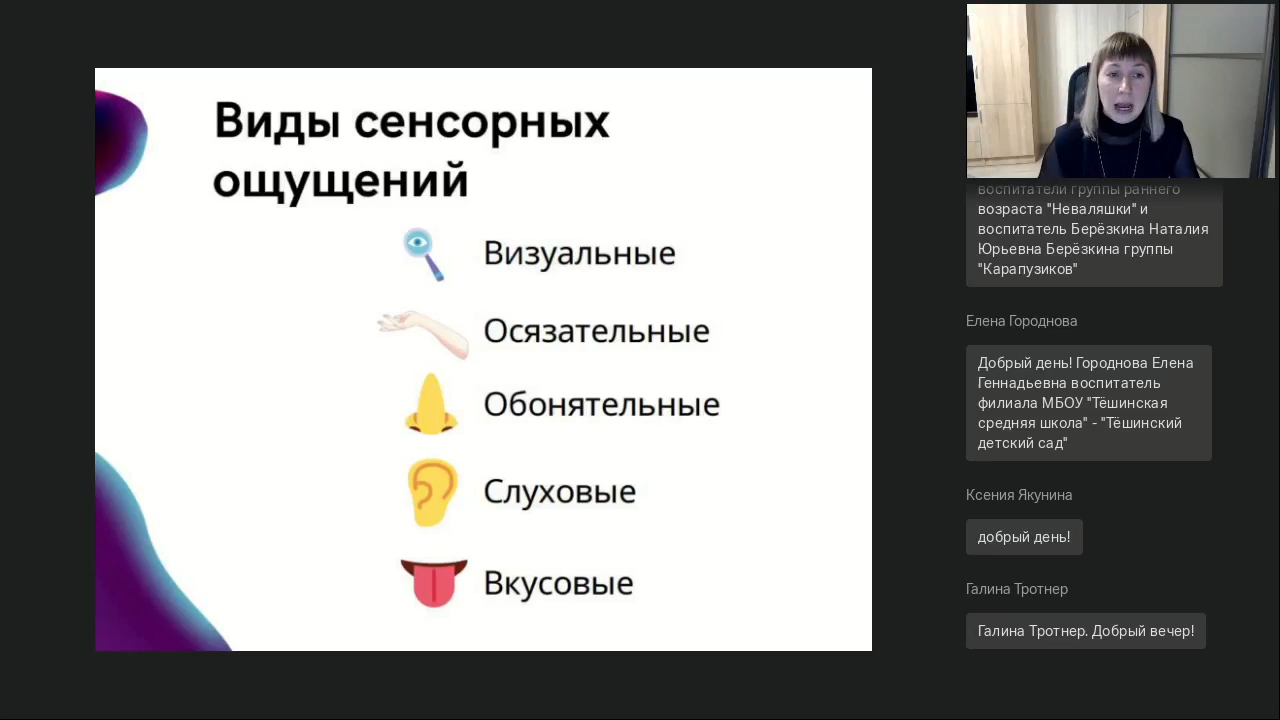 Виды сенсорных
ощущений
Визуальные
Осязательные
Обонятельные
Слуховые
Вкусовые
воспитатели группы раннего
возраста "Неваляшки" и
воспитатель Берёзкина Наталия
Юрьевна Берёзкина группы
"Карапузиков"
Елена Городнова
Добрый день! Городнова Елена
Геннадьевна воспитатель
филиала МБОУ "Тёшинская
средняя школа" - "Тёшинский
детский сад"
Ксения Якунина
добрый день!
Галина Тротнер
Галина Тротнер. Добрый вечер!